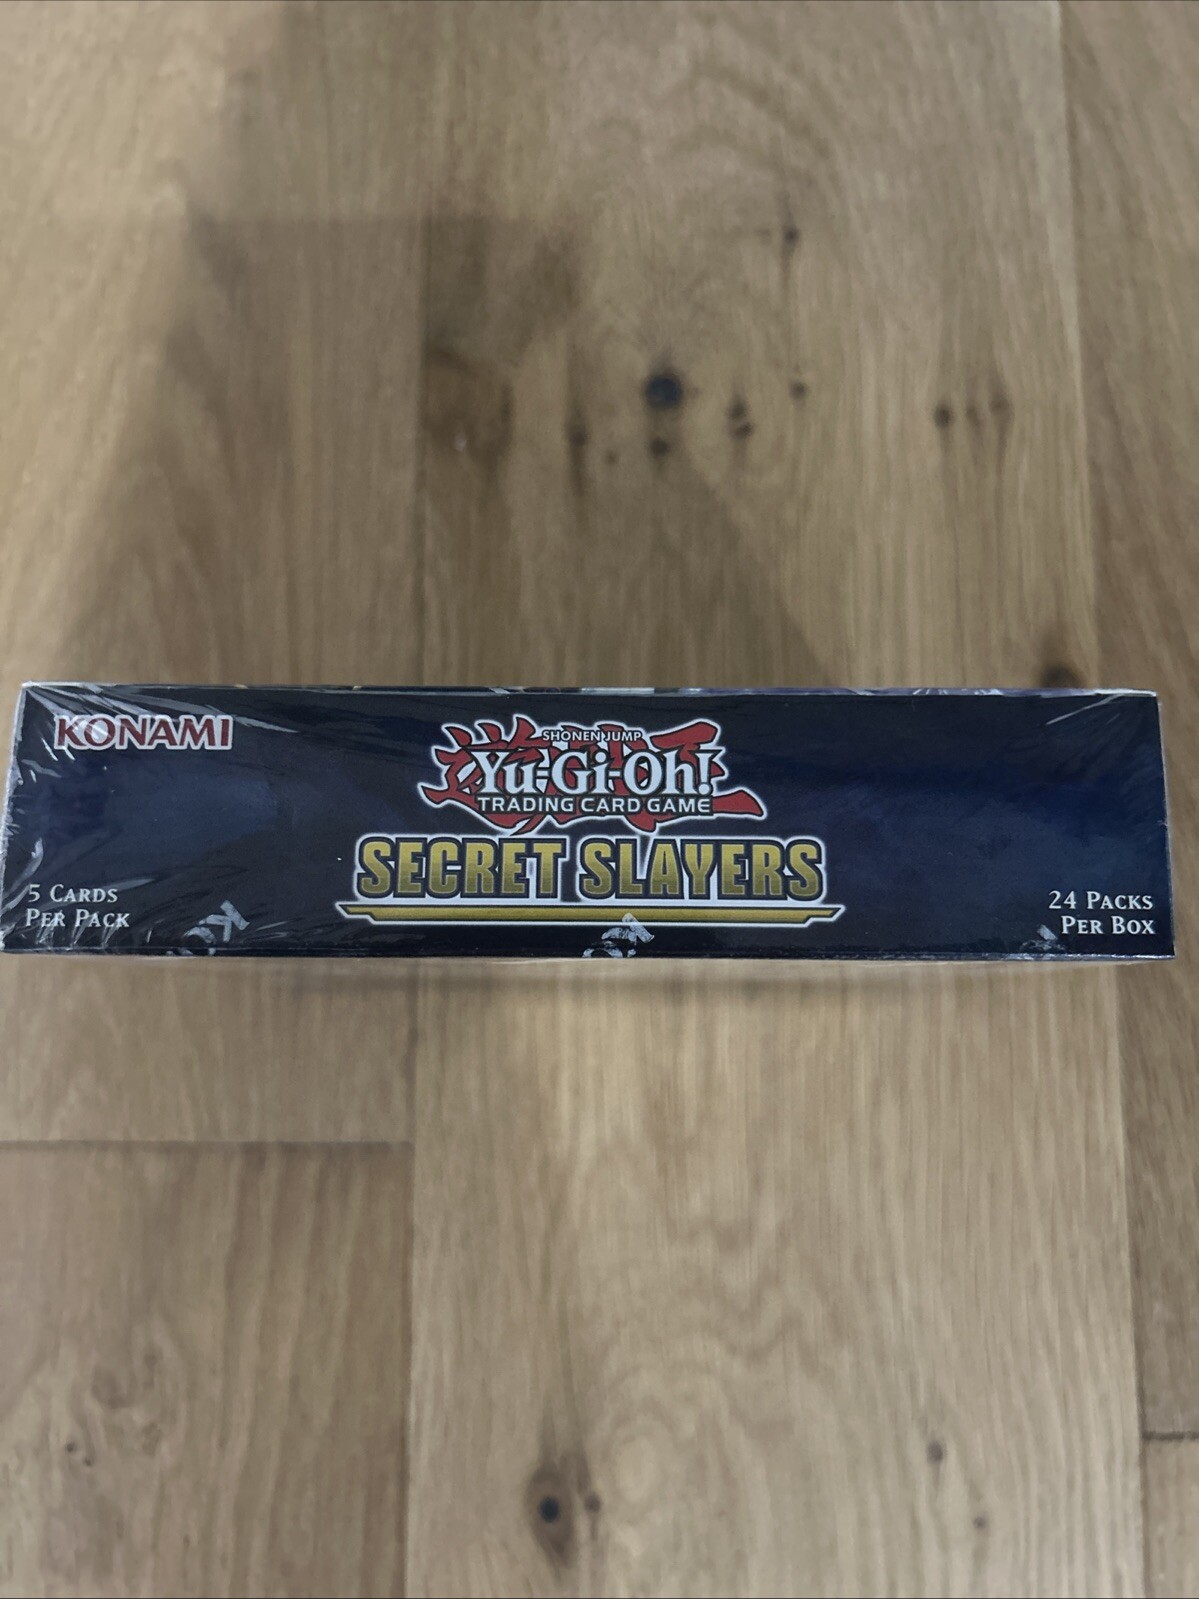 KONAMI
SHONEN JUMP
Yu-Gi-Oh!
TRADING CARD GAME
SECRET SLAYERS
5 CARDS
PER PACK
24 PACKS
PER BOX